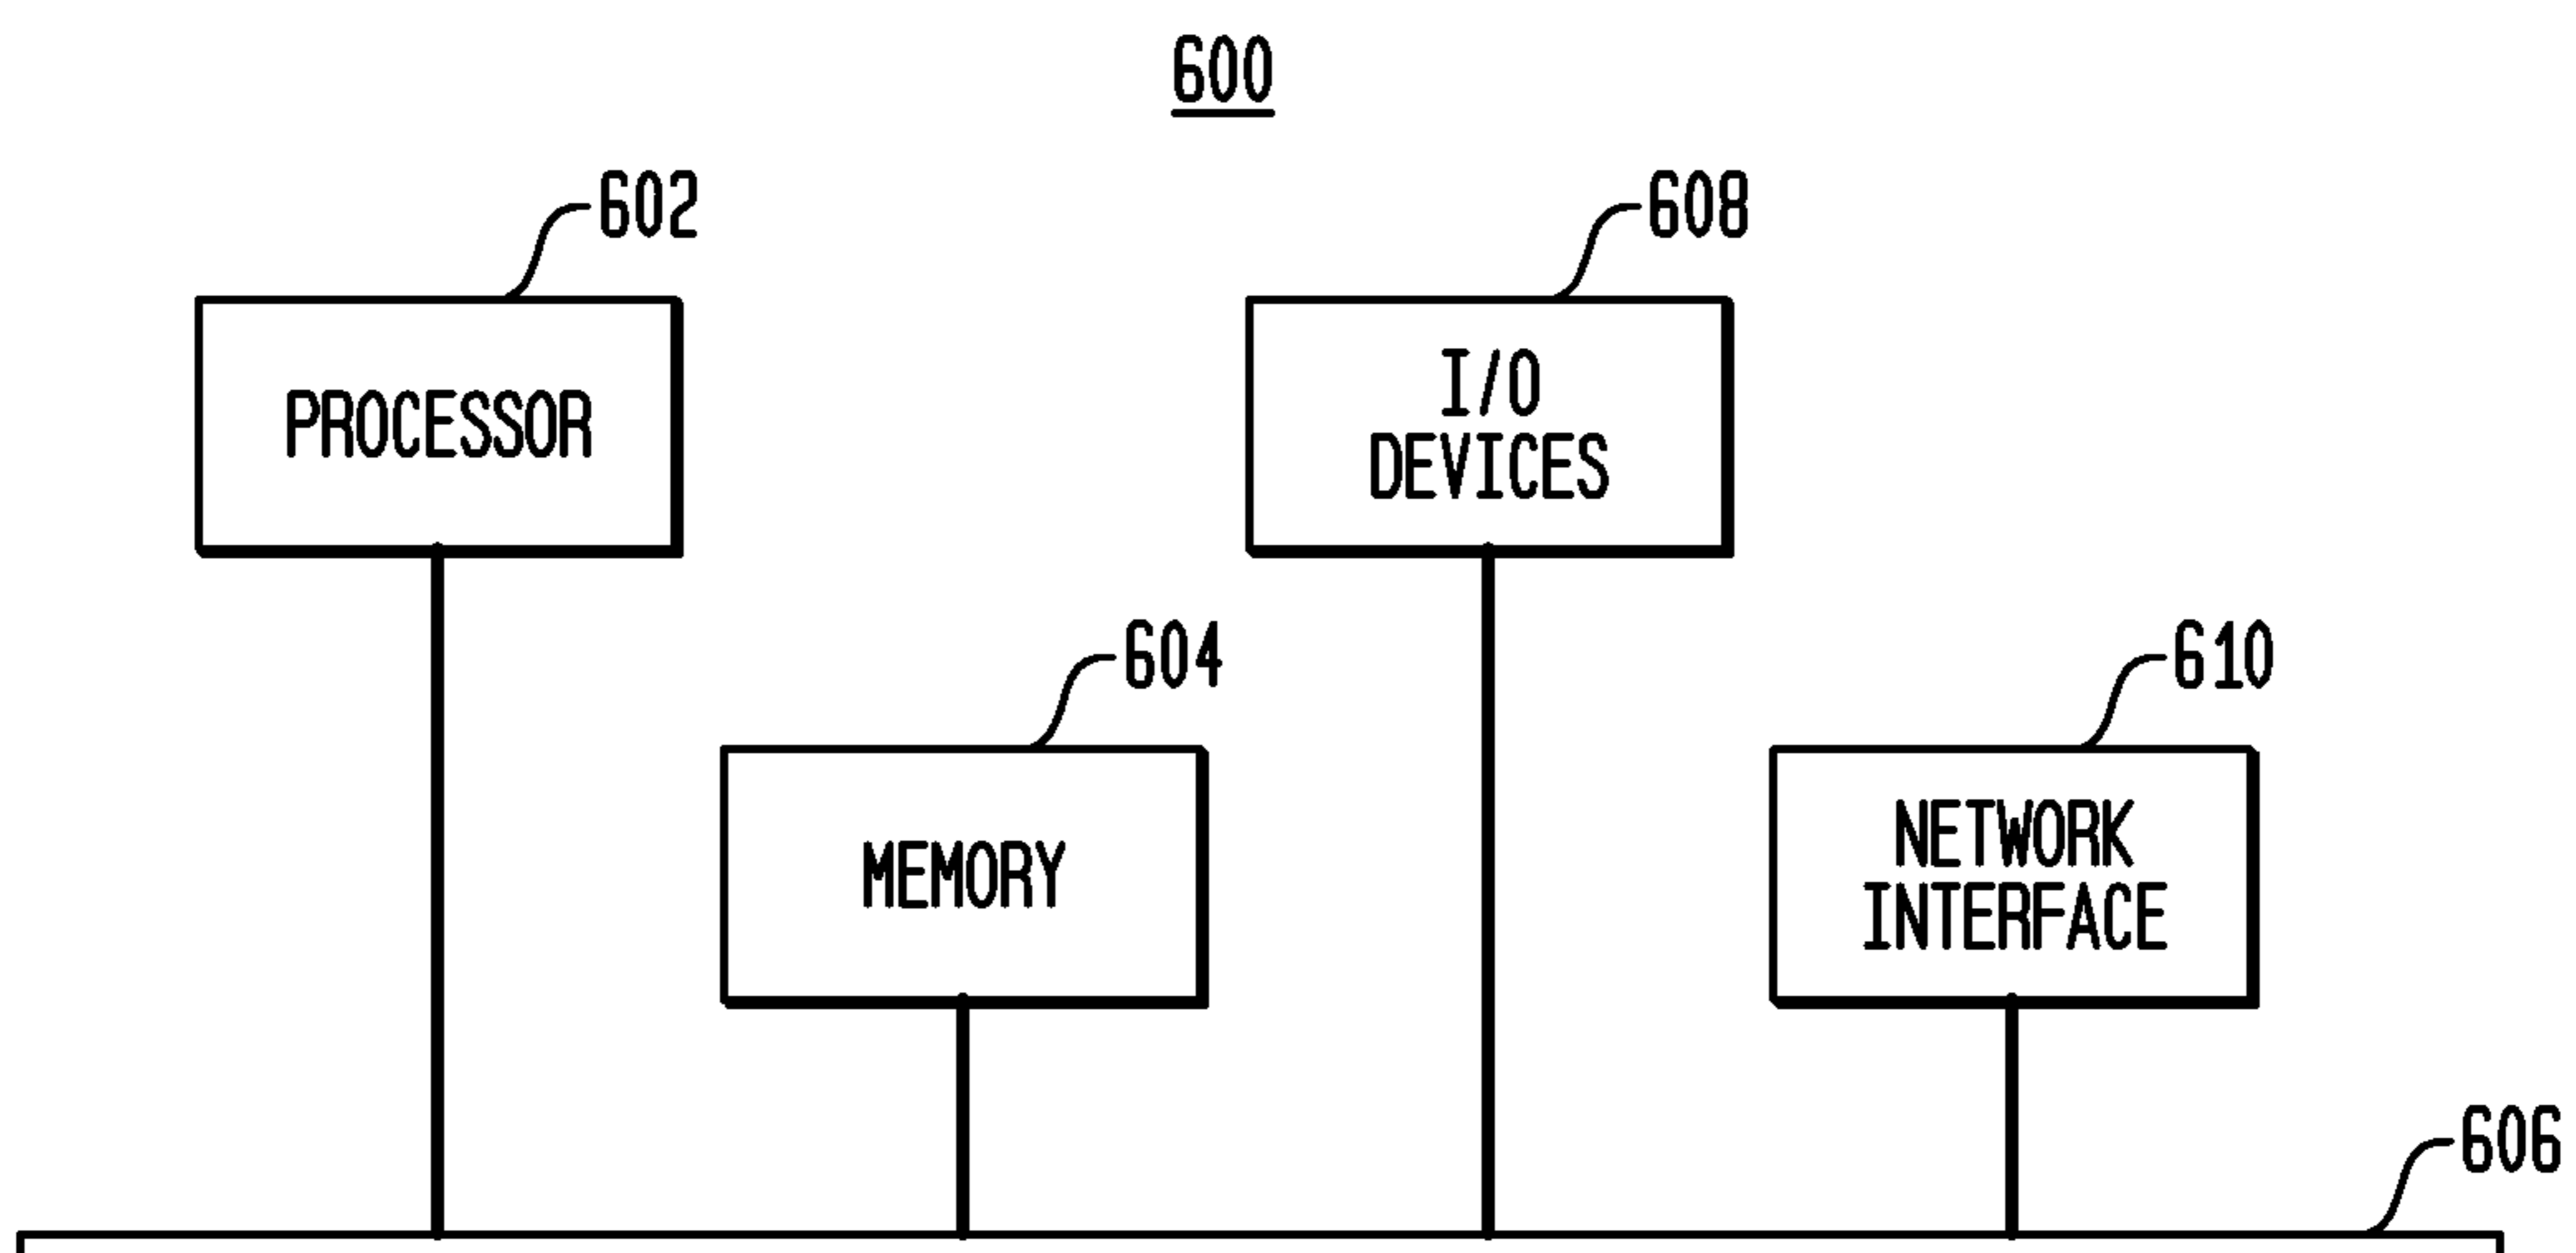 600
602
608
PROCESSOR
I/O
DEVICES
604
610
MEMORY
NETWORK
INTERFACE
606